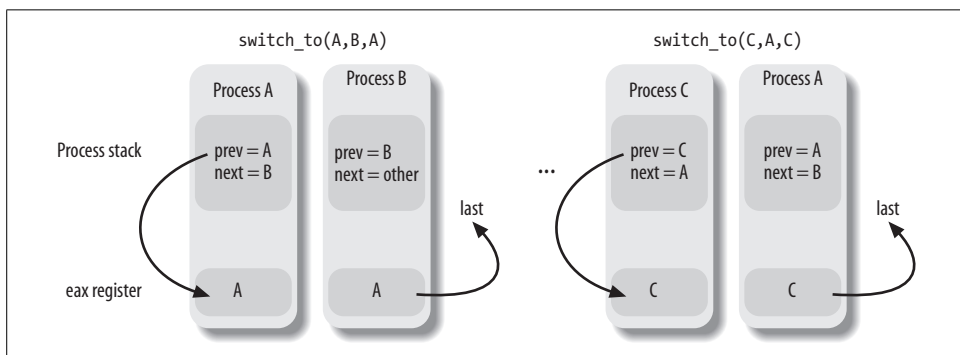 switch_to(A,B,A)
switch_to(C,A,C)
Process A
Process B
Process C
Process A
Process stack
prev = A
next = B
prev = B
next = other
...
prev = C
next = A
prev = A
next = B
last
last
eax register
A
A
C
C